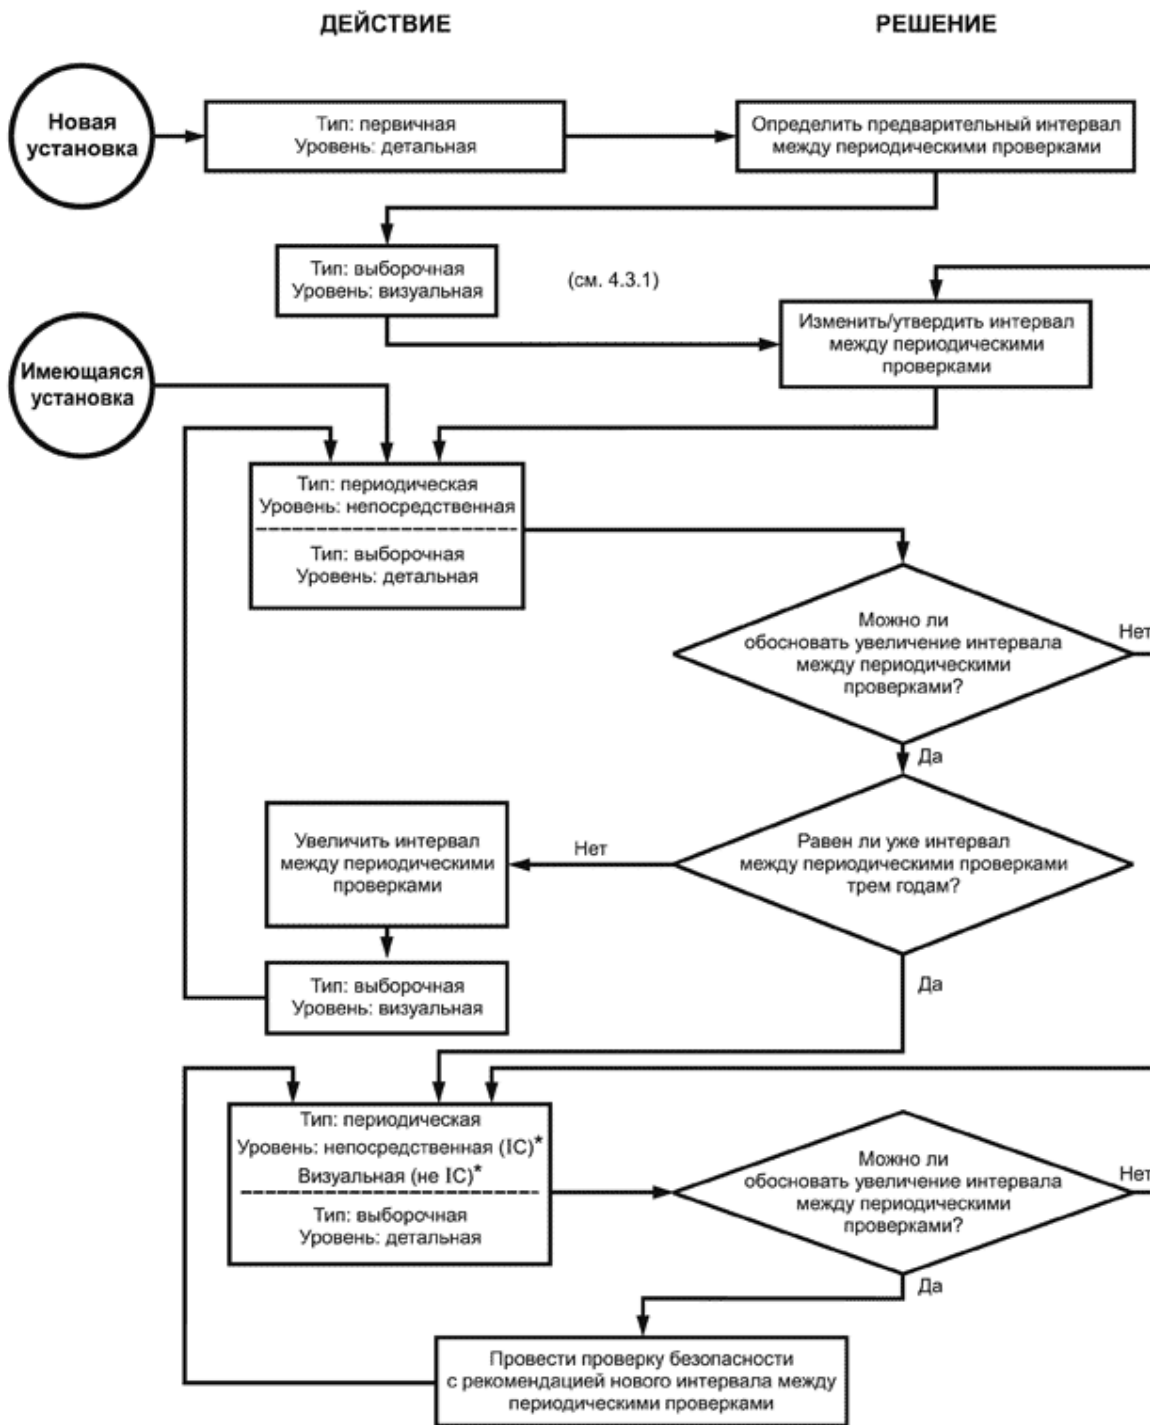 ДЕЙСТВИЕ
РЕШЕНИЕ
Новая
установка
Тип: первичная
Уровень: детальная
Определить предварительный интервал
между периодическими проверками
Тип: выборочная
Уровень: визуальная
(см. 4.3.1)
Изменить/утвердить интервал
между периодическими
проверками
Имеющаяся
установка
Тип: периодическая
Уровень: непосредственная
Тип: выборочная
Уровень: детальная
Можно ли
обосновать увеличение интервала
между периодическими
проверками?
Нет
Да
Увеличить интервал
между периодическими
проверками
Нет
Равен ли уже интервал
между периодическими проверками
трем годам?
Тип: выборочная
Уровень: визуальная
Да
Тип: периодическая
Уровень: непосредственная (IC)*
Визуальная (не IC)*
Тип: выборочная
Уровень: детальная
Можно ли
обосновать увеличение интервала
между периодическими
проверками?
Нет
Да
Провести проверку безопасности
с рекомендацией нового интервала между
периодическими проверками